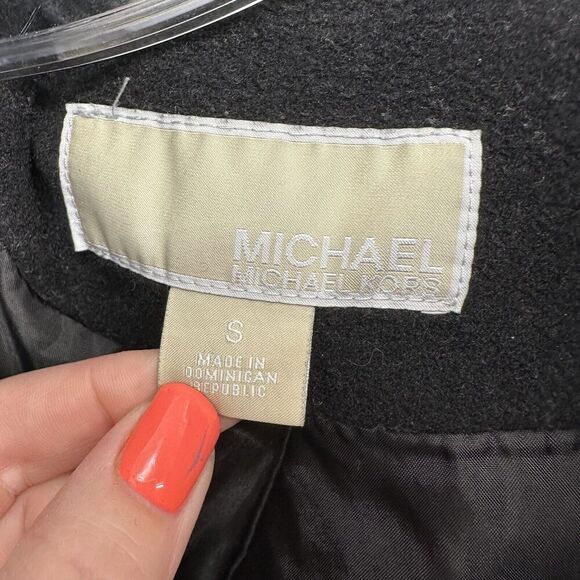 MICHAEL
MICHAEL KORS
S
MADE IN
DOMINICAN
REPUBLIC